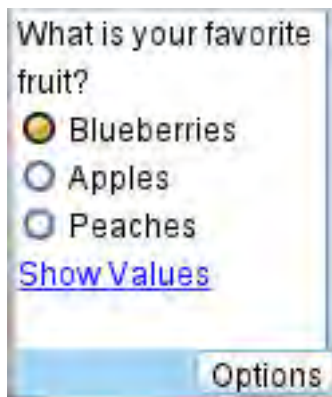 What is your favorite
fruit?
Blueberries
Apples
Peaches
Show Values
Options